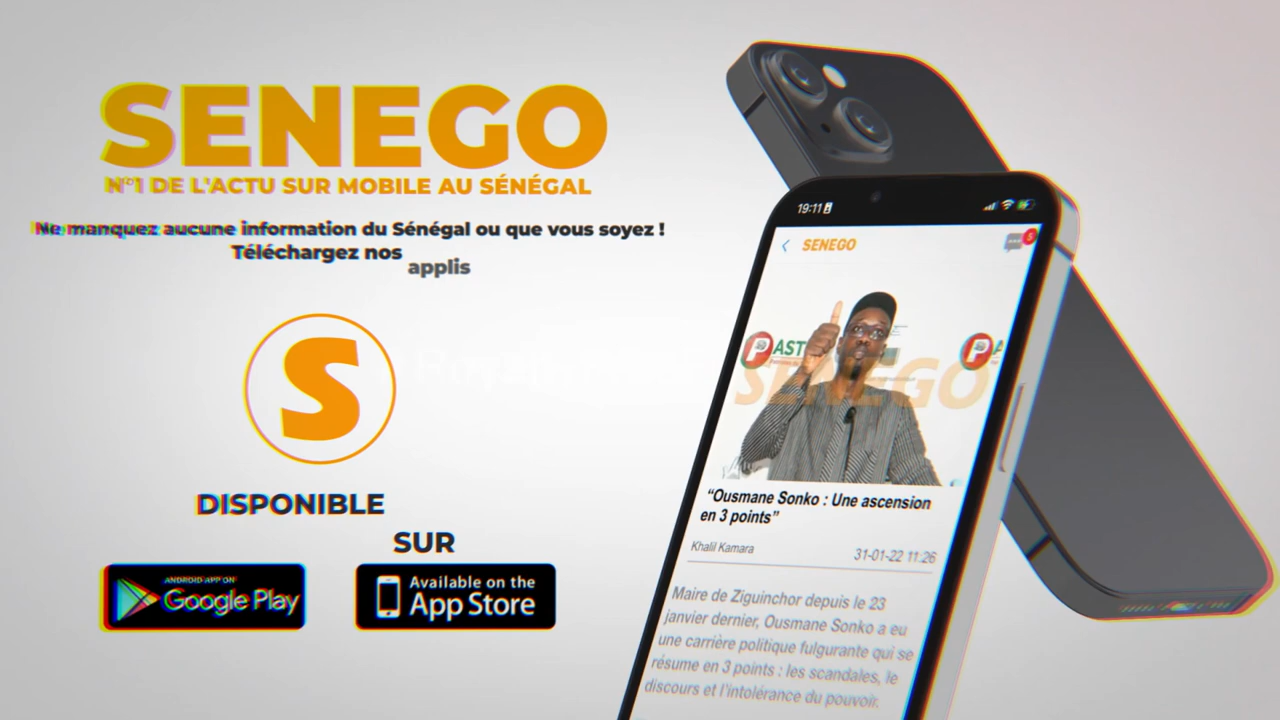 SENEGO
N°1 DE L'ACTU SUR MOBILE AU SÉNÉGAL
Ne manquez aucune information du Sénégal ou que vous soyez !
Téléchargez nos applis
S
DISPONIBLE
SUR
ANDROID APP ON
Google Play
Available on the
App Store
19:11
SENEGO
5
PAST
PA
SENEGO
“Ousmane Sonko : Une ascension
en 3 points”
Khalil Kamara 31-01-22 11:26
Maire de Ziguinchor depuis le 23
janvier dernier, Ousmane Sonko a eu
une carrière politique fulgurante qui se
résume en 3 points : les scandales, le
discours et l'intolérance du pouvoir.